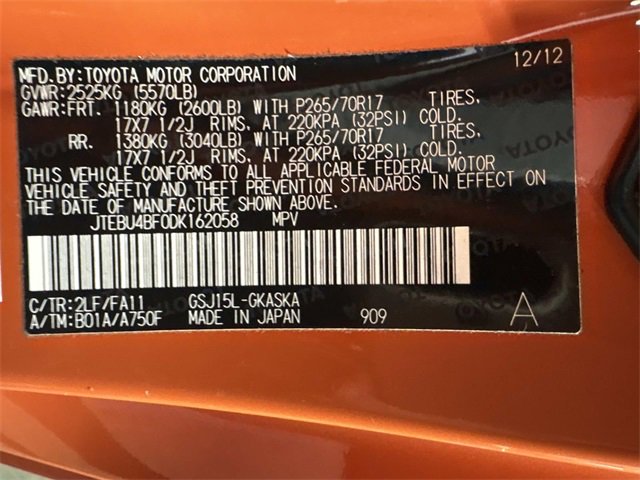 12/12
MFD.BY:TOYOTA MOTOR CORPORATION
GVWR:2525KG (5570LB)
GAWR:FRT. 1180KG (2600LB) WITH P265/70R17 TIRES,
17X7 1/2J RIMS, AT 220KPA (32PSI) COLD.
RR. 1380KG (3040LB) WITH P265/70R17 TIRES,
17X7 1/2J RIMS, AT 220KPA (32PSI) COLD.
THIS VEHICLE CONFORMS TO ALL APPLICABLE FEDERAL MOTOR
VEHICLE SAFETY AND THEFT PREVENTION STANDARDS IN EFFECT ON
THE DATE OF MANUFACTURE SHOWN ABOVE.
JTEBU4BF0DK162058 MPV
C/TR:2LF/FA11 GSJ15L-GKASKA
A/TM:B01A/A750F MADE IN JAPAN 909 A